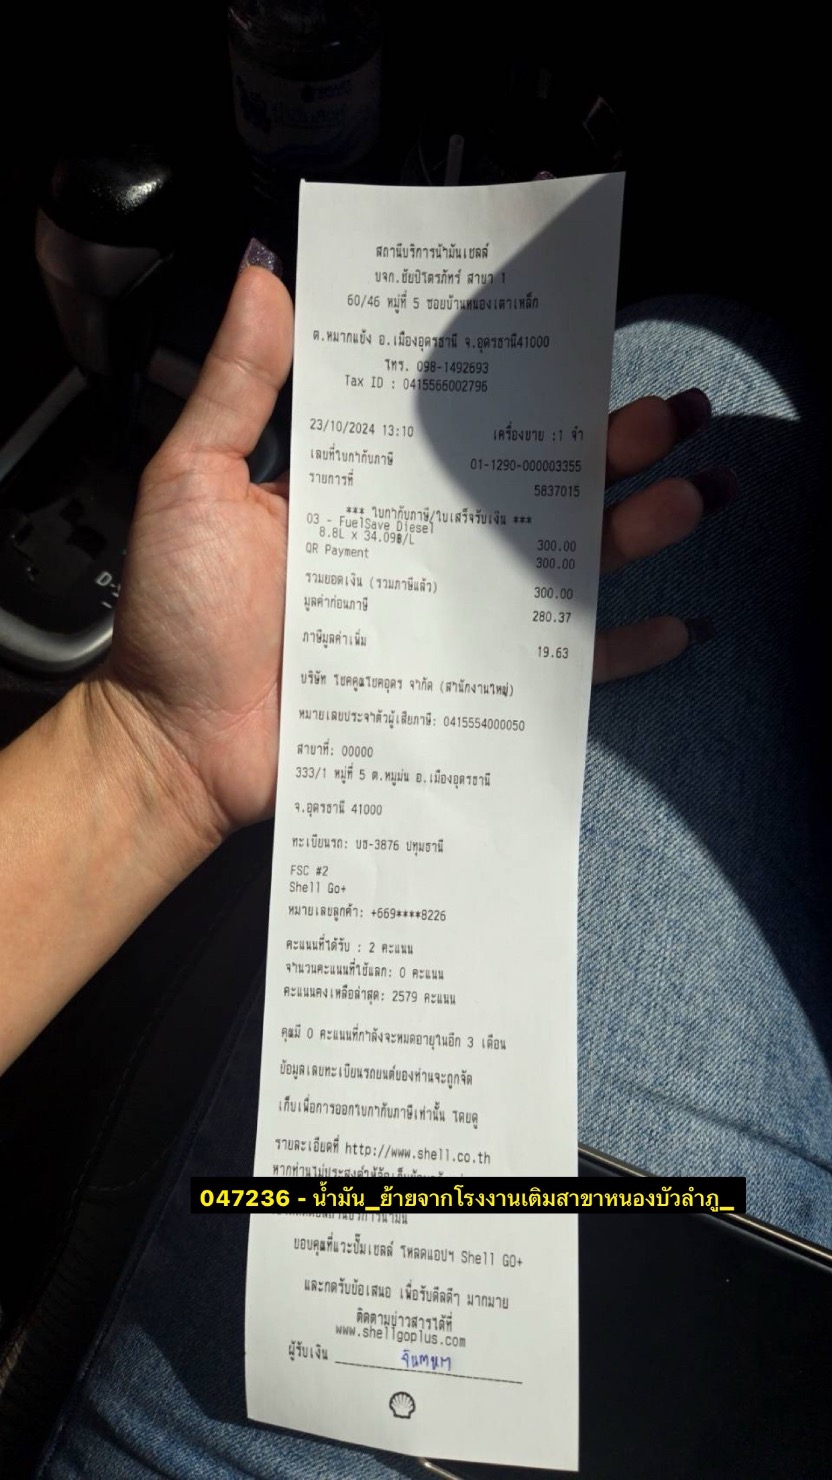 สถานีบริการน้ำมันเชลล์
บจก.ชัยปิติรภัทร์ สาขา 1
60/46 หมู่ที่ 5 ซอยบ้านหนองเตาเหล็ก
ต.หมากแข้ง อ.เมืองอุดรธานี จ.อุดรธานี41000
โทร. 098-1492693
Tax ID : 0415566002796
23/10/2024 13:10 เครื่องขาย :1 จำ
เลขที่ใบกำกับภาษี 01-1290-000003355
รายการที่ 5837015
*** ใบกำกับภาษี/ใบเสร็จรับเงิน ***
03 - FuelSave Diesel
8.8L x 34.09฿/L 300.00
QR Payment 300.00
รวมยอดเงิน (รวมภาษีแล้ว) 300.00
มูลค่าก่อนภาษี 280.37
ภาษีมูลค่าเพิ่ม 19.63
บริษัท โชคคูณโชคอุดร จำกัด (สำนักงานใหญ่)
หมายเลขประจำตัวผู้เสียภาษี: 0415554000050
สาขาที่: 00000
333/1 หมู่ที่ 5 ต.หมูม่น อ.เมืองอุดรธานี
จ.อุดรธานี 41000
ทะเบียนรถ: บธ-3876 ปทุมธานี
FSC #2
Shell Go+
หมายเลขลูกค้า: +669****8226
คะแนนที่ได้รับ : 2 คะแนน
จำนวนคะแนนที่ใช้แลก: 0 คะแนน
คะแนนคงเหลือล่าสุด: 2579 คะแนน
คุณมี 0 คะแนนที่กำลังจะหมดอายุในอีก 3 เดือน
ข้อมูลเลขทะเบียนรถยนต์ของท่านจะถูกจัด
เก็บเพื่อการออกใบกำกับภาษีเท่านั้น โดยดู
รายละเอียดที่ http://www.shell.co.th
หากท่านไม่ประสงค์ให้
047236 - น้ำมัน_ย้ายจากโรงงานเติมสาขาหนองบัวลำภู_
ขอบคุณที่แวะปั๊มเชลล์ โหลดแอปฯ Shell GO+
และกดรับข้อเสนอ เพื่อรับดีลดีๆ มากมาย
ติดตามข่าวสารได้ที่
www.shellgoplus.com
ผู้รับเงิน